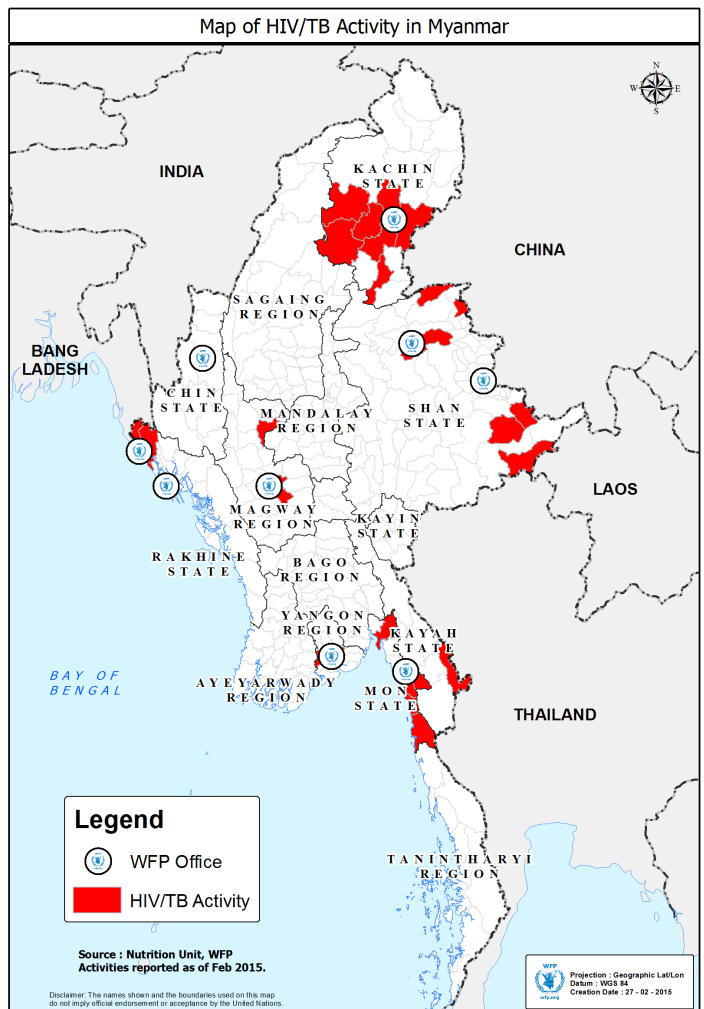 Map of HIV/TB Activity in Myanmar
N
W
E
S
INDIA
KACHIN
STATE
CHINA
SAGAING
REGION
BANG
LADESH
CHIN
STATE
MANDALAY
REGION
SHAN
STATE
LAOS
MAGWAY
REGION
KAYIN
STATE
RAKHINE
STATE
BAGO
REGION
YANGON
REGION
KAYAH
STATE
BAY OF
BENGAL
AYEYARWADY
REGION
MON
STATE
THAILAND
TANINTHARYI
REGION
Legend
WFP Office
HIV/TB Activity
Source : Nutrition Unit, WFP
Activities reported as of Feb 2015.
Disclaimer: The names shown and the boundaries used on this map
do not imply official endorsement or acceptance by the United Nations.
WFP
wfp.org
Projection : Geographic Lat/Lon
Datum : WGS 84
Creation Date : 27 - 02 - 2015